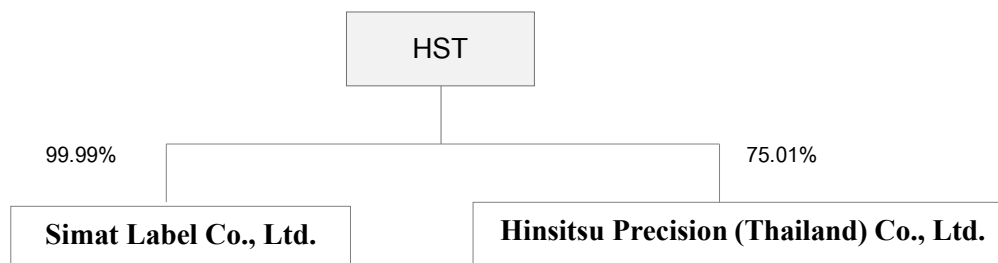 HST
99.99%
75.01%
Simat Label Co., Ltd.
Hinsitsu Precision (Thailand) Co., Ltd.